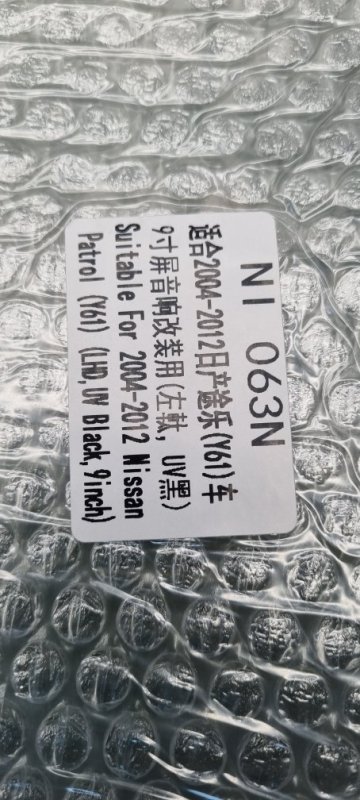 NI 063N
适合2004-2012日产途乐(Y61)车
9寸屏音响改装用(左軚, UV黑)
Suitable For 2004-2012 Nissan
Patrol (Y61) (LHD,UV Black,9inch)